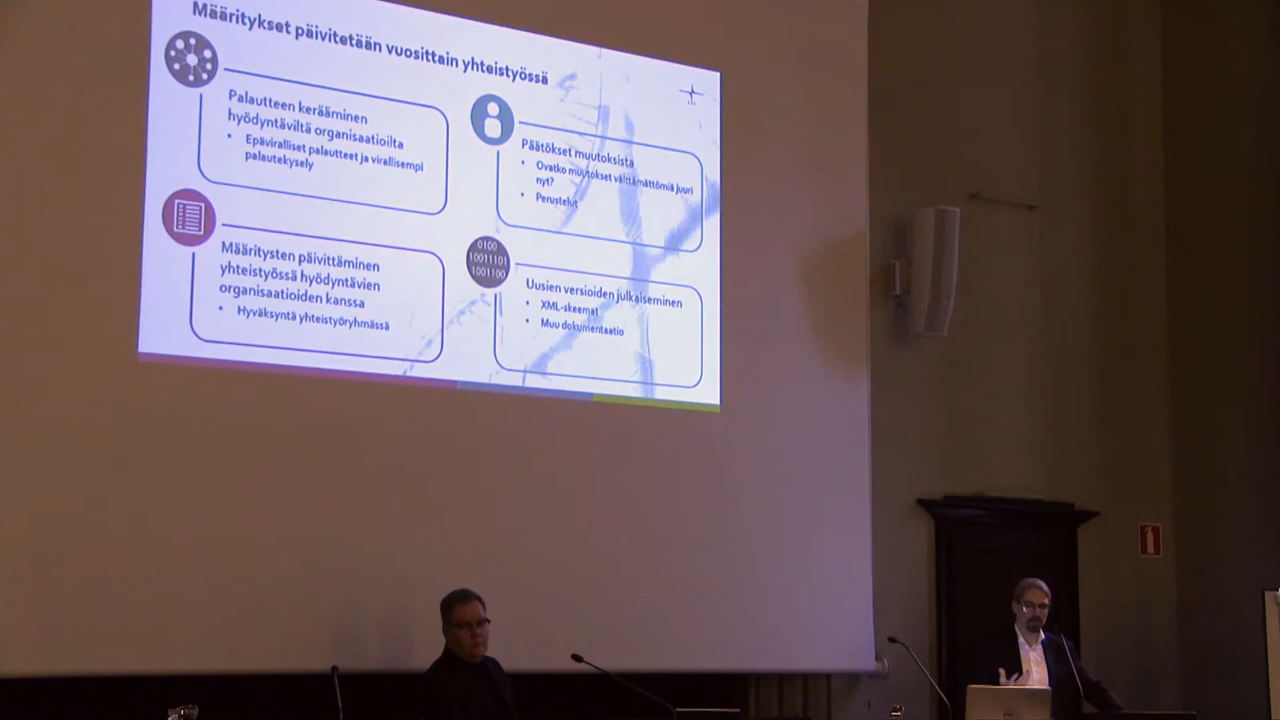 Määritykset päivitetään vuosittain yhteistyössä
Palautteen kerääminen
hyödyntäviltä organisaatioilta
• Epäviralliset palautteet ja virallisempi
palautekysely
Määritysten päivittäminen
yhteistyössä hyödyntävien
organisaatioiden kanssa
• Hyväksyntä yhteistyöryhmässä
Päätökset muutoksista
• Ovatko muutokset välttämättömiä juuri
nyt?
• Perustelut
0100
10011101
1001100
Uusien versioiden julkaiseminen
• XML-skeemat
• Muu dokumentaatio